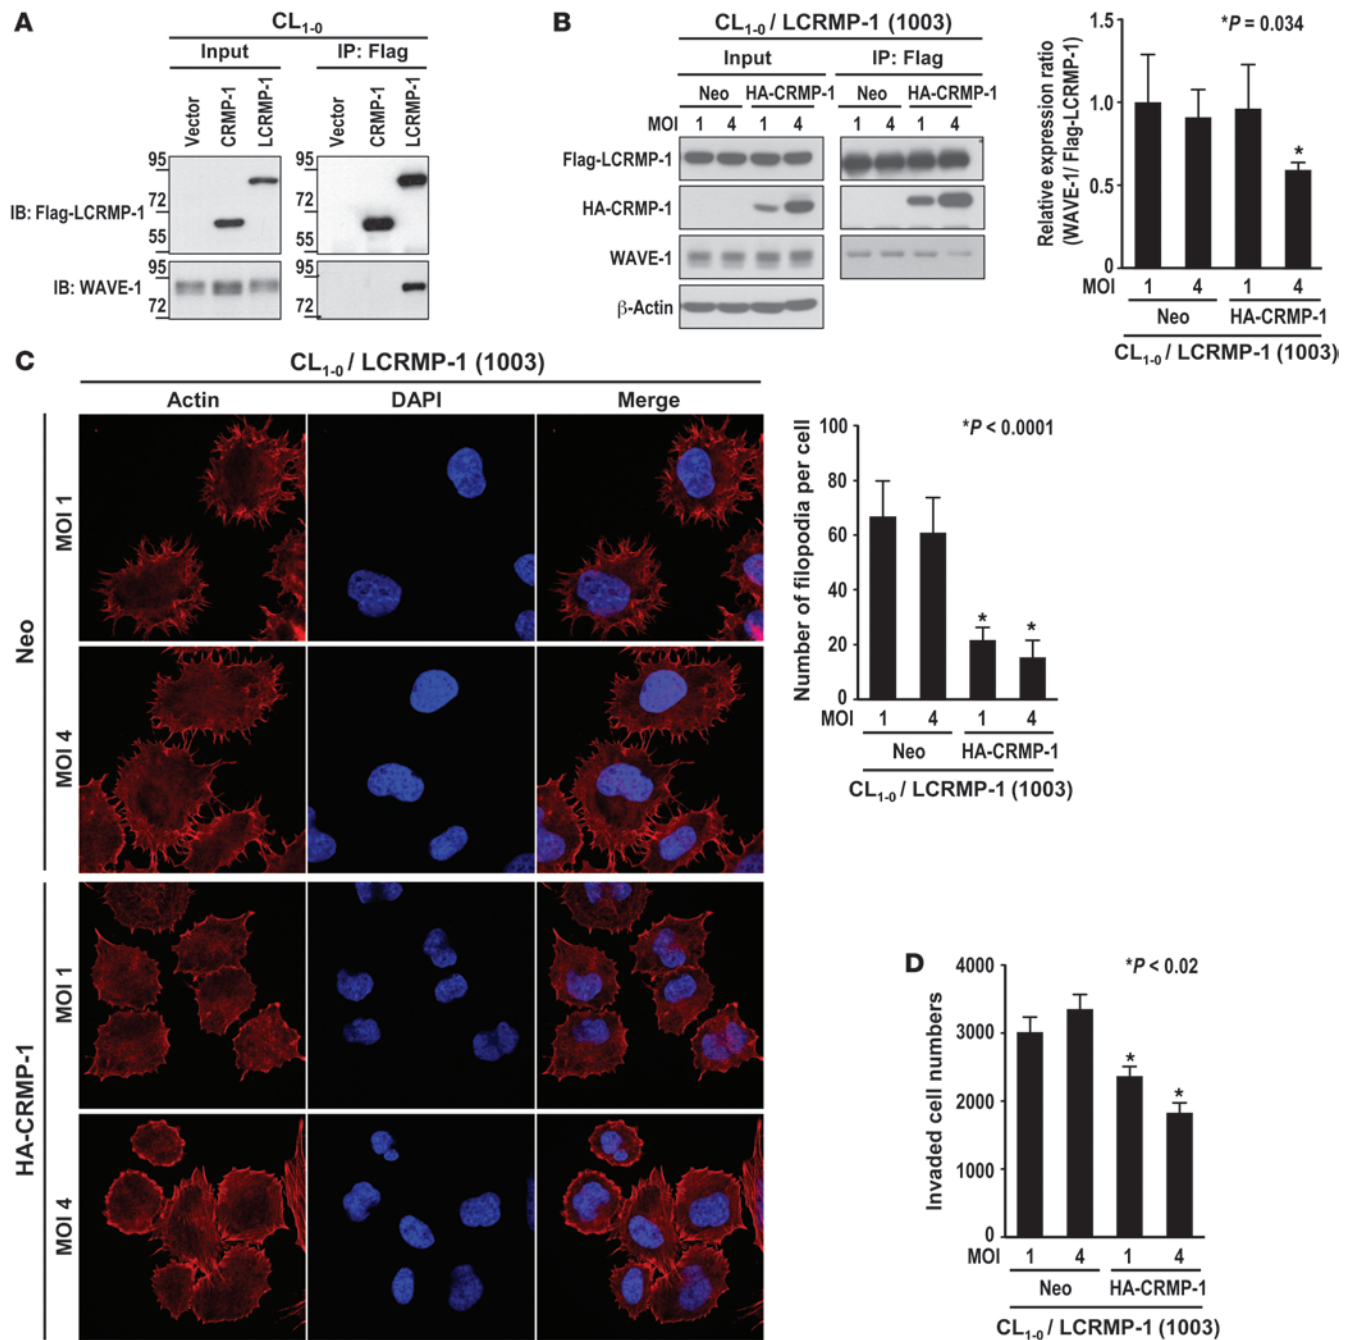 A
CL1-0
Input
IP: Flag
Vector
CRMP-1
LCRMP-1
Vector
CRMP-1
LCRMP-1
IB: Flag-LCRMP-1
95
72
55
95
72
55
IB: WAVE-1
95
72
95
72
B
CL1-0 / LCRMP-1 (1003)
Input
IP: Flag
Neo
HA-CRMP-1
Neo
HA-CRMP-1
MOI 1 4 1 4 1 4 1 4
Flag-LCRMP-1
HA-CRMP-1
WAVE-1
β-Actin
Relative expression ratio
(WAVE-1/ Flag-LCRMP-1)
*P = 0.034
1.5
1.0
0.5
0
*
MOI 1 4 1 4
Neo
HA-CRMP-1
CL1-0 / LCRMP-1 (1003)
C
CL1-0 / LCRMP-1 (1003)
Actin
DAPI
Merge
Neo
MOI 1
MOI 4
HA-CRMP-1
MOI 1
MOI 4
Number of filopodia per cell
*P < 0.0001
100
80
60
40
20
0
* *
MOI 1 4 1 4
Neo
HA-CRMP-1
CL1-0 / LCRMP-1 (1003)
D
Invaded cell numbers
*P < 0.02
4000
3000
2000
1000
0
* *
MOI 1 4 1 4
Neo
HA-CRMP-1
CL1-0 / LCRMP-1 (1003)